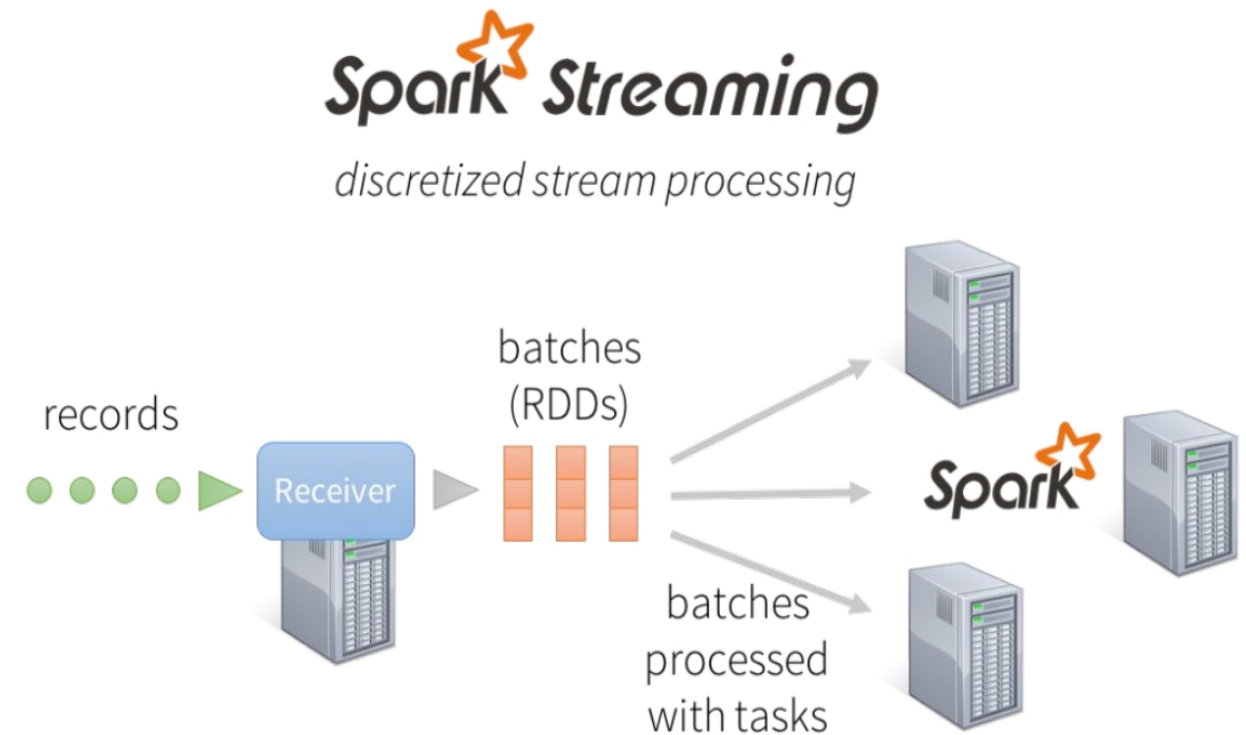 Spark Streaming
discretized stream processing
records
Receiver
batches
(RDDs)
Spark
batches
processed
with tasks